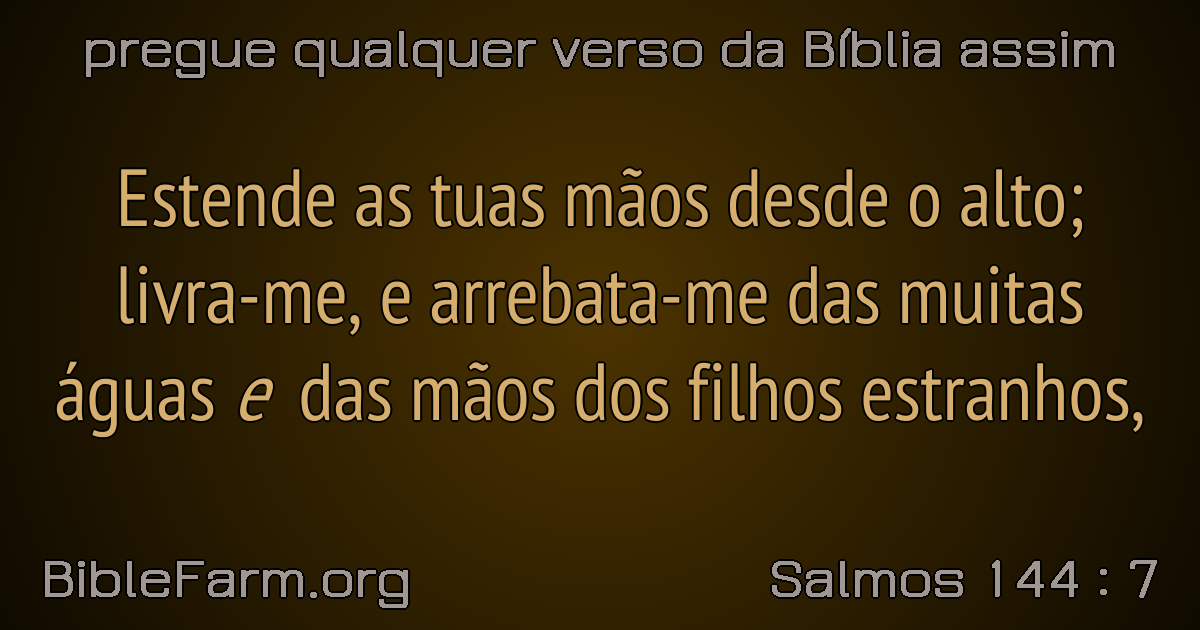 pregue qualquer verso da Bíblia assim
Estende as tuas mãos desde o alto;
livra-me, e arrebata-me das muitas
águas e das mãos dos filhos estranhos,
BibleFarm.org
Salmos 144 : 7